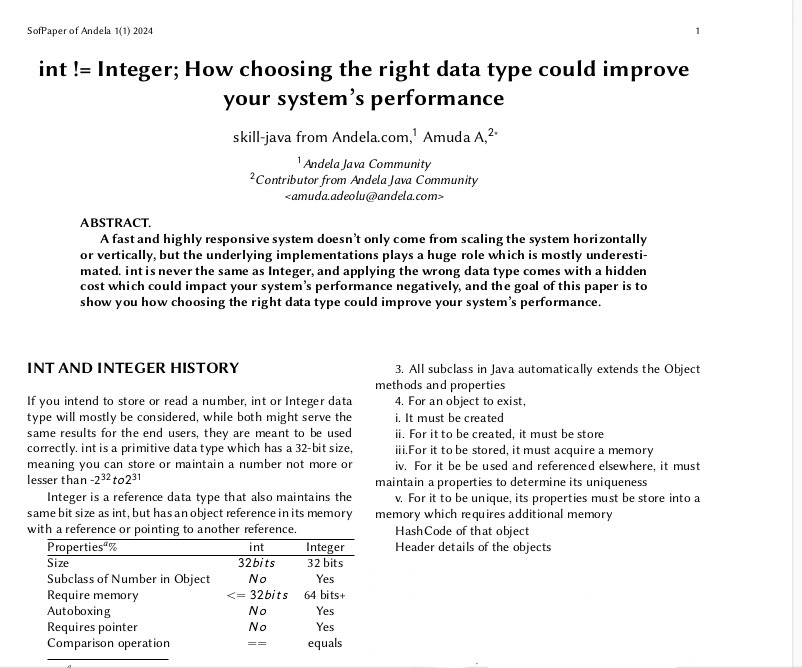 SofPaper of Andela 1(1) 2024
1
int != Integer; How choosing the right data type could improve
your system's performance
skill-java from Andela.com,1 Amuda A,2*
1 Andela Java Community
2Contributor from Andela Java Community
<amuda.adeolu@andela.com>
ABSTRACT.
A fast and highly responsive system doesn't only come from scaling the system horizontally
or vertically, but the underlying implementations plays a huge role which is mostly underesti-
mated. int is never the same as Integer, and applying the wrong data type comes with a hidden
cost which could impact your system's performance negatively, and the goal of this paper is to
show you how choosing the right data type could improve your system's performance.
INT AND INTEGER HISTORY
If you intend to store or read a number, int or Integer data
type will mostly be considered, while both might serve the
same results for the end users, they are meant to be used
correctly. int is a primitive data type which has a 32-bit size,
meaning you can store or maintain a number not more or
lesser than -2^32to2^31
Integer is a reference data type that also maintains the
same bit size as int, but has an object reference in its memory
with a reference or pointing to another reference.
Properties^a% int Integer
Size 32bits 32 bits
Subclass of Number in Object No Yes
Require memory <= 32bits 64 bits+
Autoboxing No Yes
Requires pointer No Yes
Comparison operation == equals
a
3. All subclass in Java automatically extends the Object
methods and properties
4. For an object to exist,
i. It must be created
ii. For it to be created, it must be store
iii.For it to be stored, it must acquire a memory
iv. For it be be used and referenced elsewhere, it must
maintain a properties to determine its uniqueness
v. For it to be unique, its properties must be store into a
memory which requires additional memory
HashCode of that object
Header details of the objects